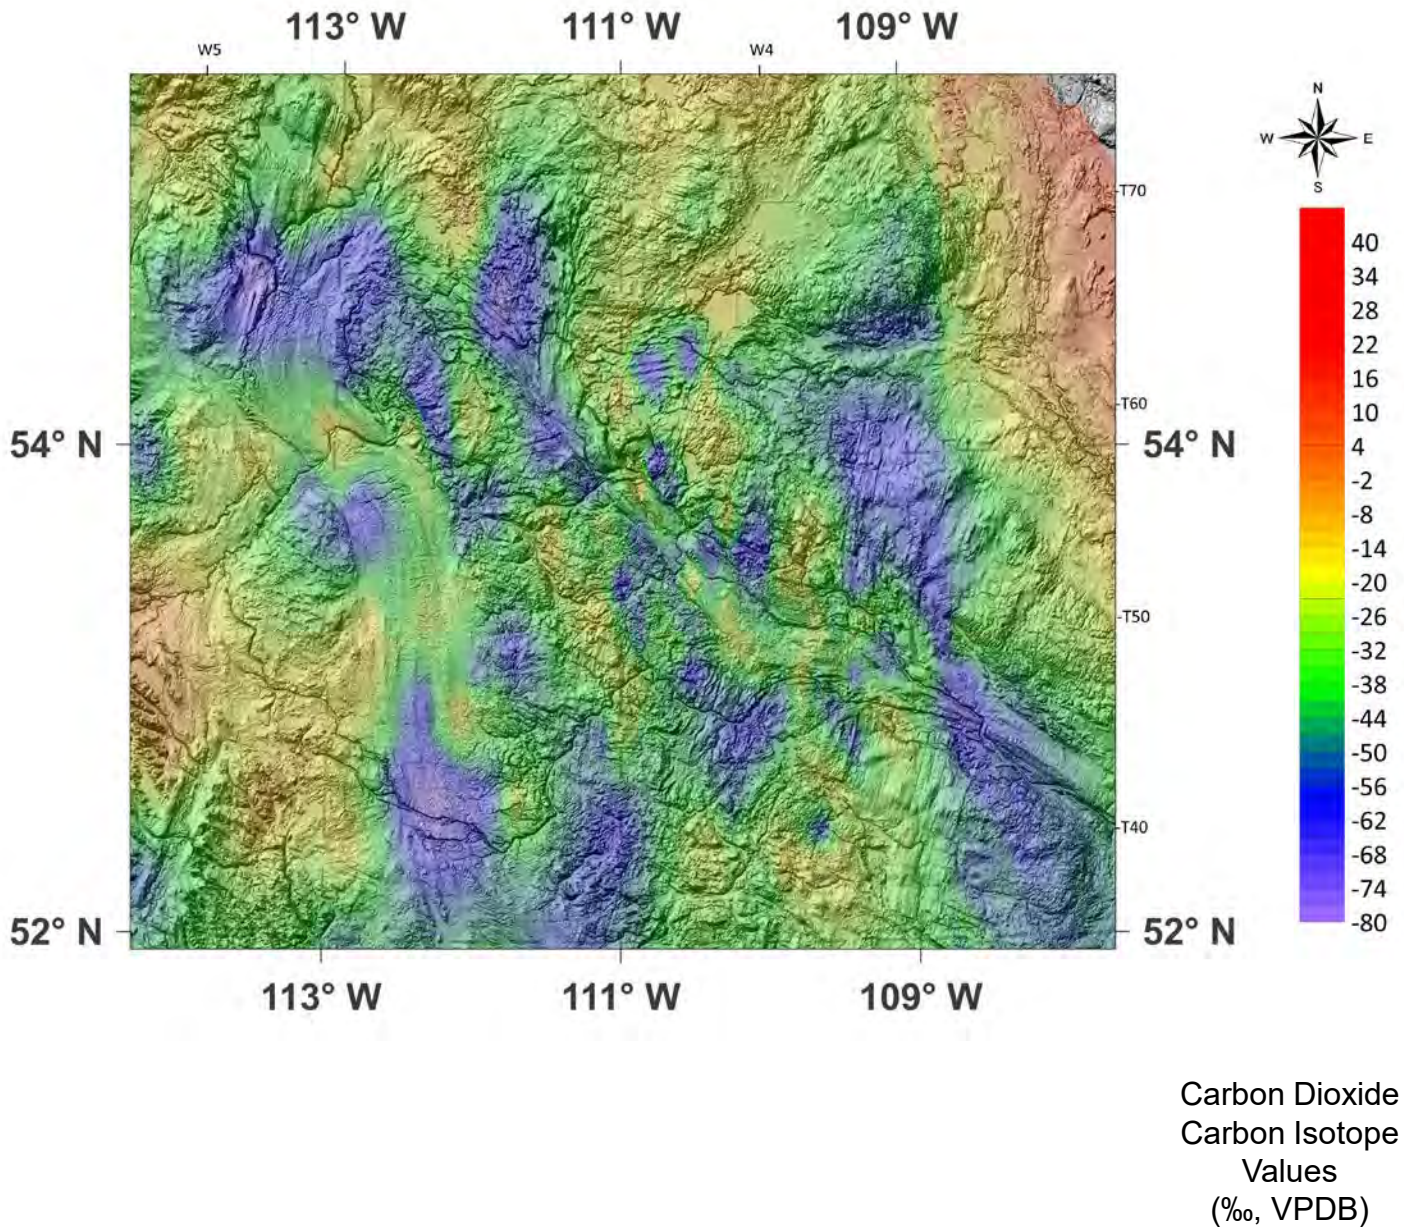 113° W 111° W 109° W
W5 W4
N
W E
S
T70
40
34
28
22
16
T60
10
54° N 54° N 4
-2
-8
-14
-20
T50 -26
-32
-38
-44
-50
-56
T40 -62
-68
-74
52° N 52° N -80
113° W 111° W 109° W
Carbon Dioxide
Carbon Isotope
Values
(‰, VPDB)